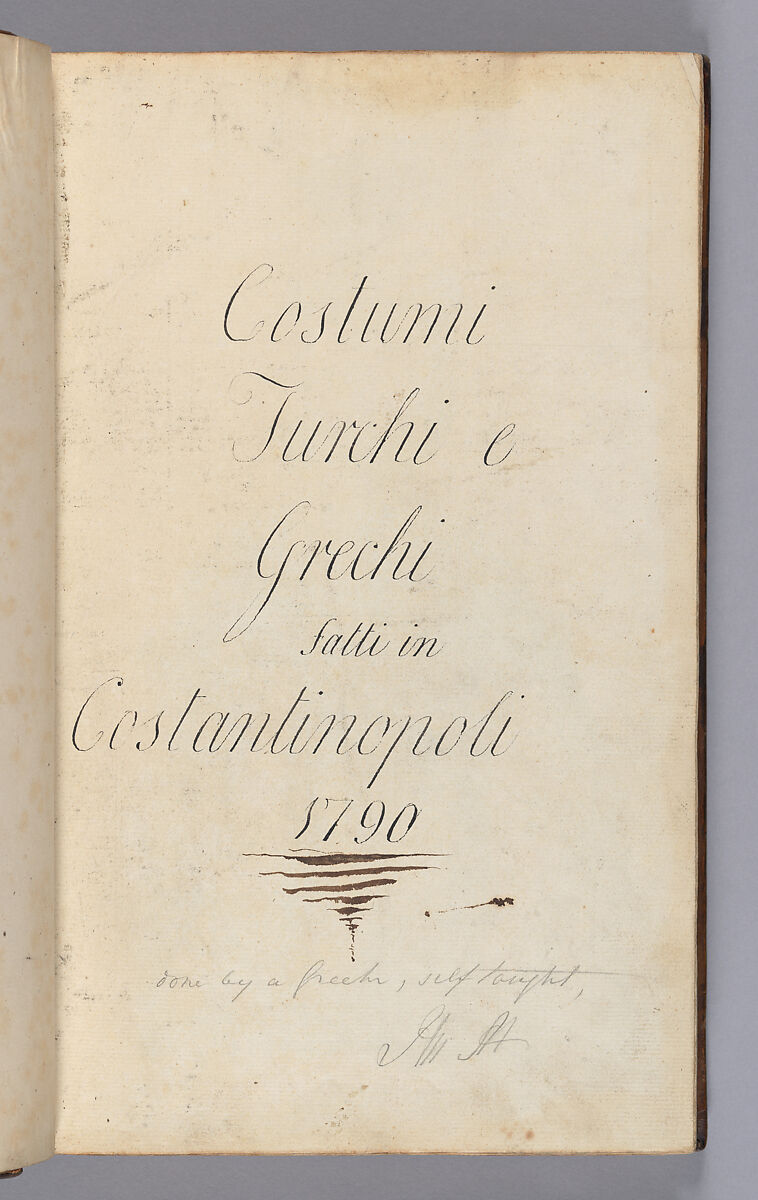 Costumi
Turchi e
Grechi
fatti in
Costantinopoli
1790
done by a Greek, self taught,